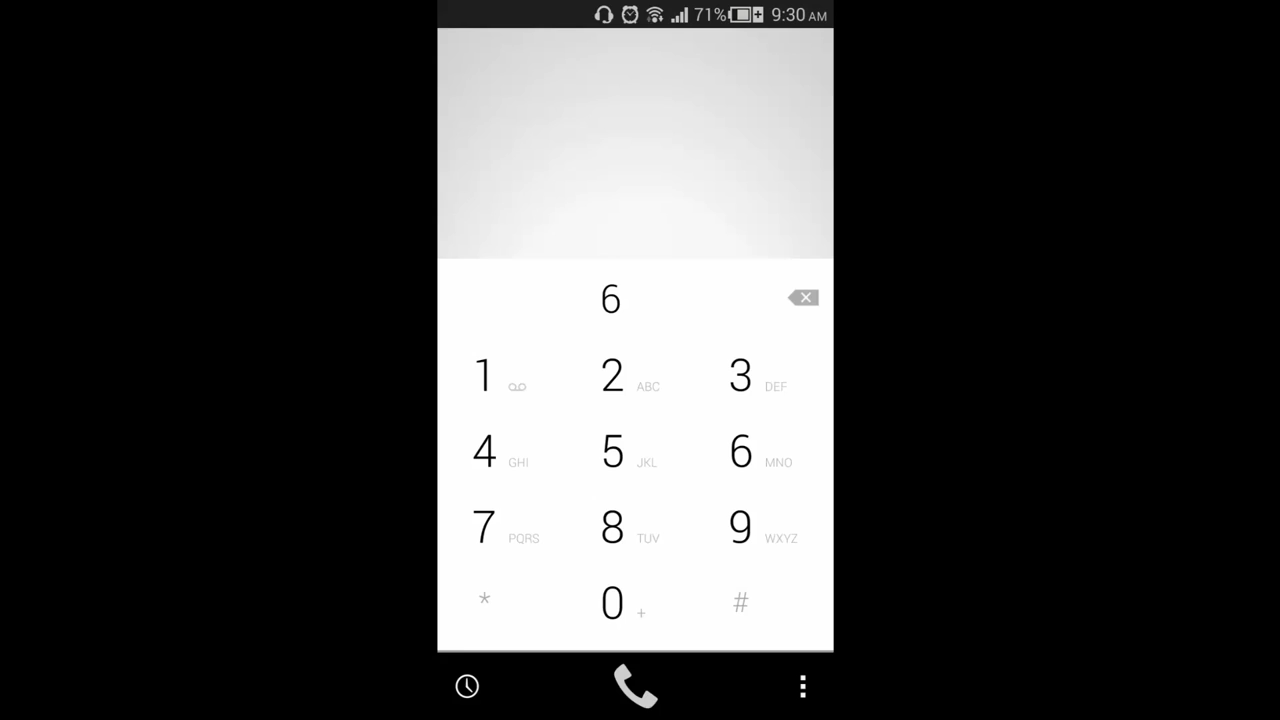 71% 9:30 AM
6
1 2 ABC 3 DEF
4 GHI 5 JKL 6 MNO
7 PQRS 8 TUV 9 WXYZ
* 0 + #